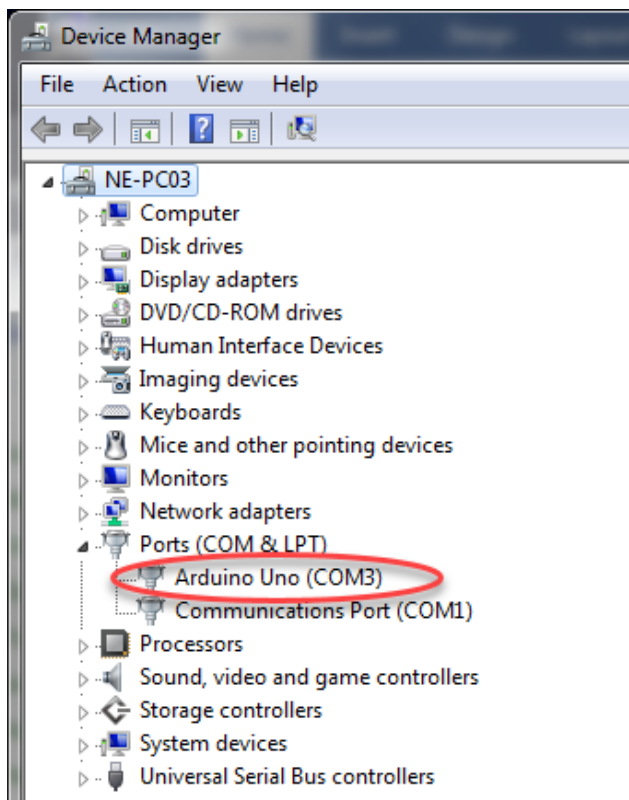 Device Manager
File Action View Help
NE-PC03
Computer
Disk drives
Display adapters
DVD/CD-ROM drives
Human Interface Devices
Imaging devices
Keyboards
Mice and other pointing devices
Monitors
Network adapters
Ports (COM & LPT)
Arduino Uno (COM3)
Communications Port (COM1)
Processors
Sound, video and game controllers
Storage controllers
System devices
Universal Serial Bus controllers